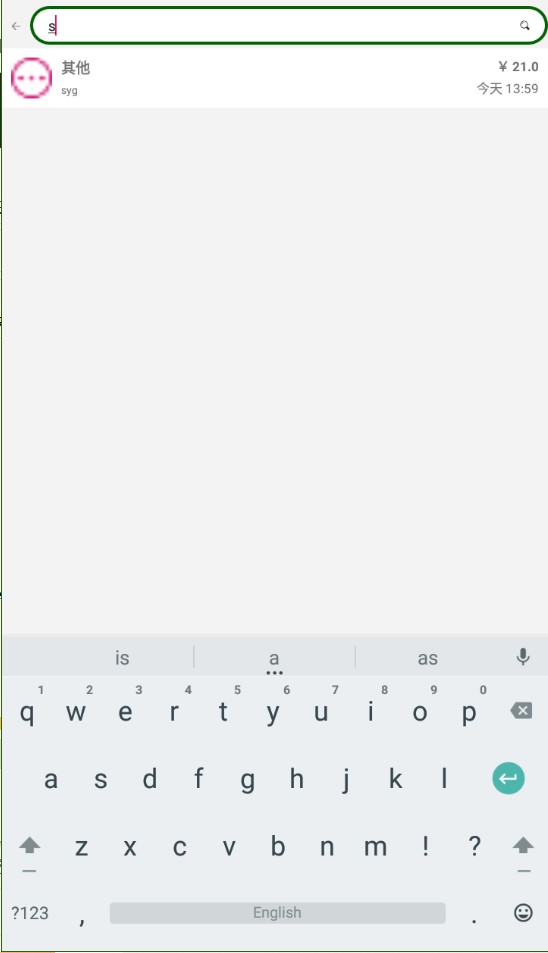 s
其他
¥ 21.0
syg
今天 13:59
is a as
1 2 3 4 5 6 7 8 9 0
q w e r t y u i o p
a s d f g h j k l
z x c v b n m ! ?
?123 , English .